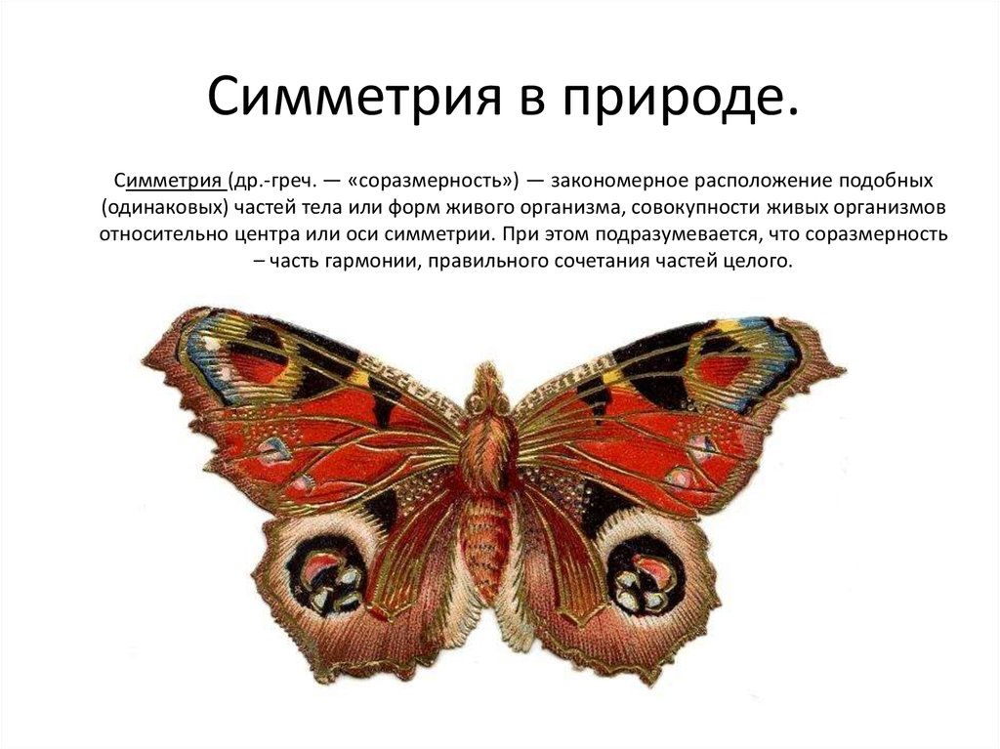 Симметрия в природе.
Симметрия (др.-греч. — «соразмерность») — закономерное расположение подобных
(одинаковых) частей тела или форм живого организма, совокупности живых организмов
относительно центра или оси симметрии. При этом подразумевается, что соразмерность
– часть гармонии, правильного сочетания частей целого.